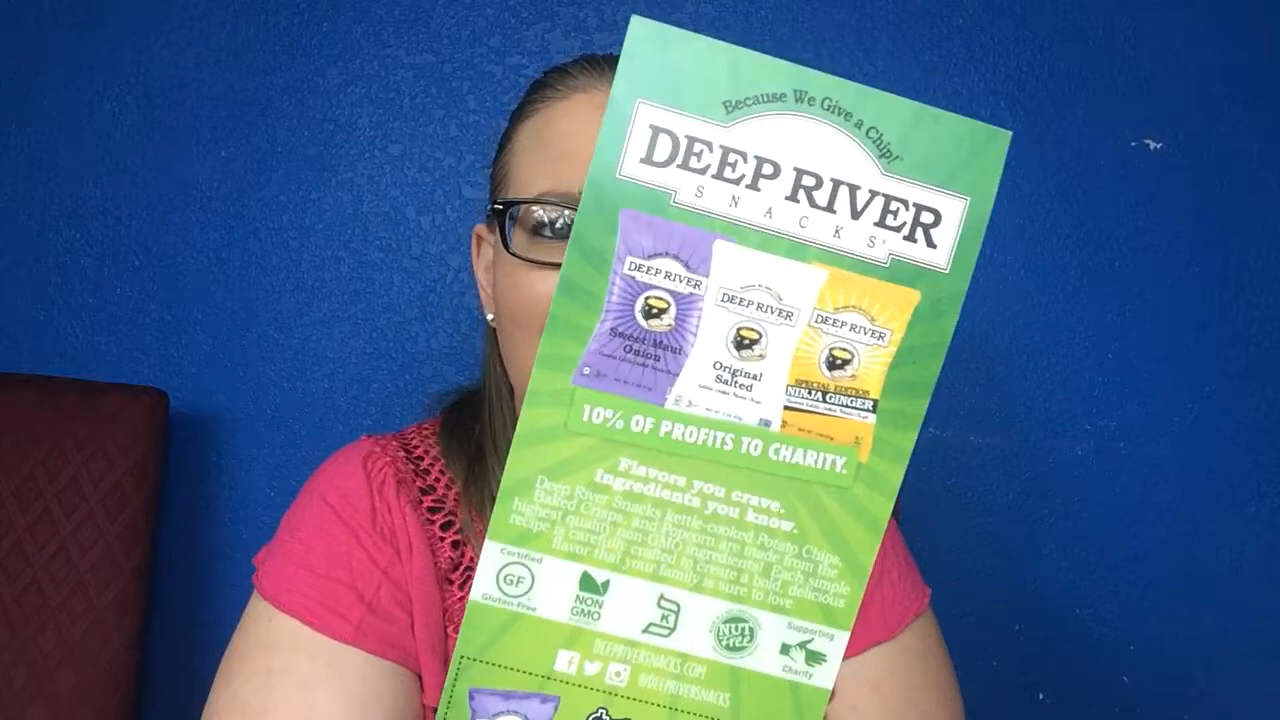 Because We Give a Chip!
DEEP RIVER
SNACKS®
DEEP RIVER
Sweet Maui
Onion
DEEP RIVER
Original
Salted
DEEP RIVER
SPECIAL EDITION
NINJA GINGER
10% OF PROFITS TO CHARITY.
Flavors you crave.
Ingredients you know.
Deep River Snacks kettle-cooked Potato Chips,
Baked Crisps, and Popcorn are made from the
highest quality non-GMO ingredients! Each simple
recipe is carefully crafted to create a bold, delicious
flavor that your family is sure to love.
Certified
GF
Gluten-Free
NON
GMO
K
NUT
free
Supporting
Charity
DEEPRIVERSNACKS.COM
@DEEPRIVERSNACKS